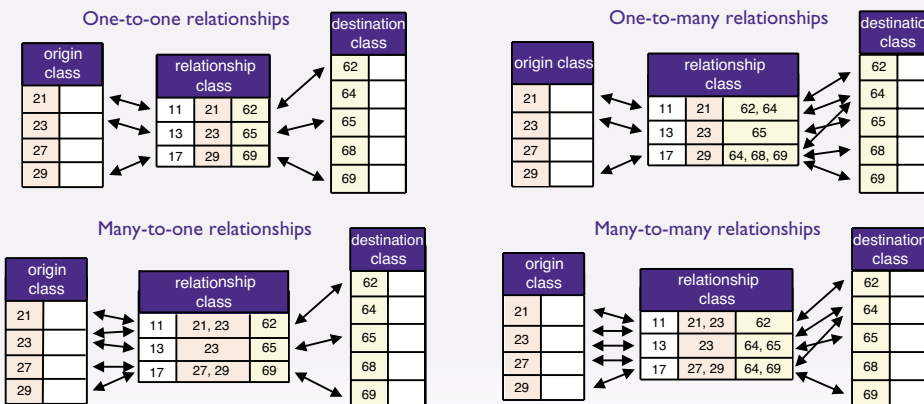 One-to-one relationships
origin
class
21
23
27
29
relationship
class
11 21 62
13 23 65
17 29 69
destination
class
62
64
65
68
69
One-to-many relationships
origin class
21
23
27
29
relationship
class
11 21 62, 64
13 23 65
17 29 64, 68, 69
destinatio
class
62
64
65
68
69
Many-to-one relationships
origin
class
21
23
27
29
relationship
class
11 21, 23 62
13 23 65
17 27, 29 69
destination
class
62
64
65
68
69
Many-to-many relationships
origin
class
21
23
27
29
relationship
class
11 21, 23 62
13 23 64, 65
17 27, 29 64, 69
destination
class
62
64
65
68
69